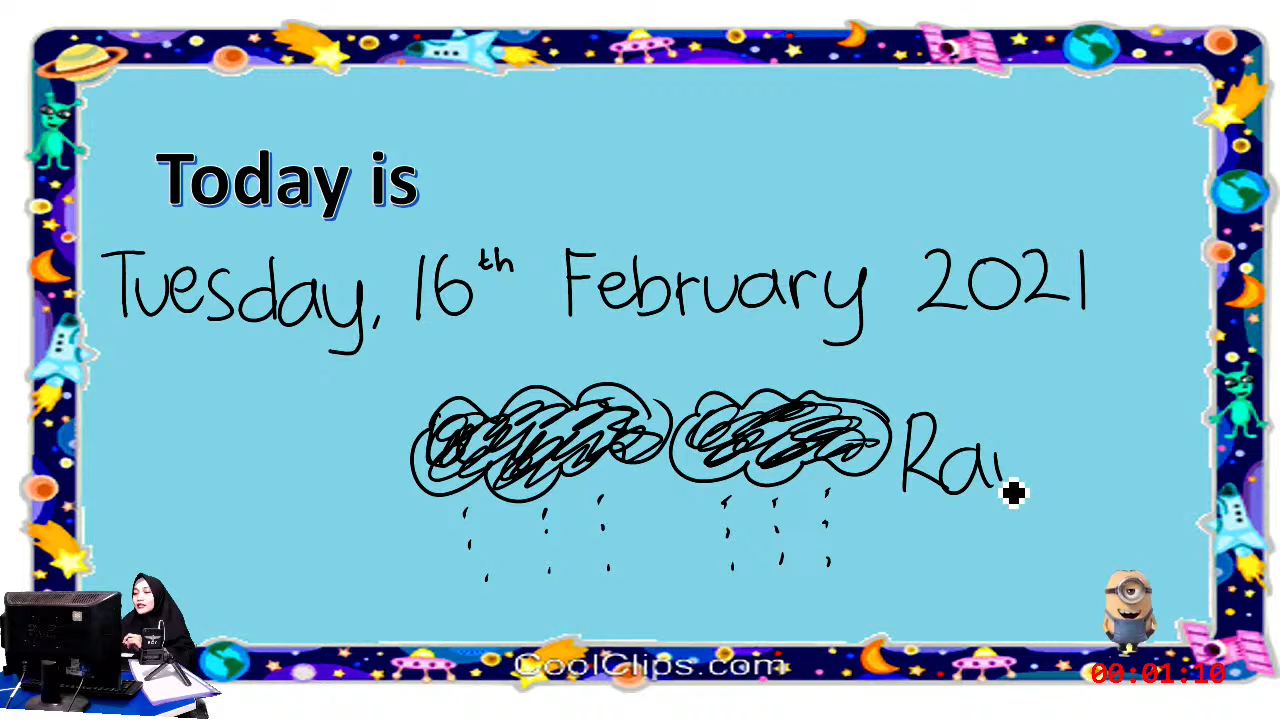 Today is
Tuesday, 16th February 2021
Rai
CoolClips.com
00:01:10